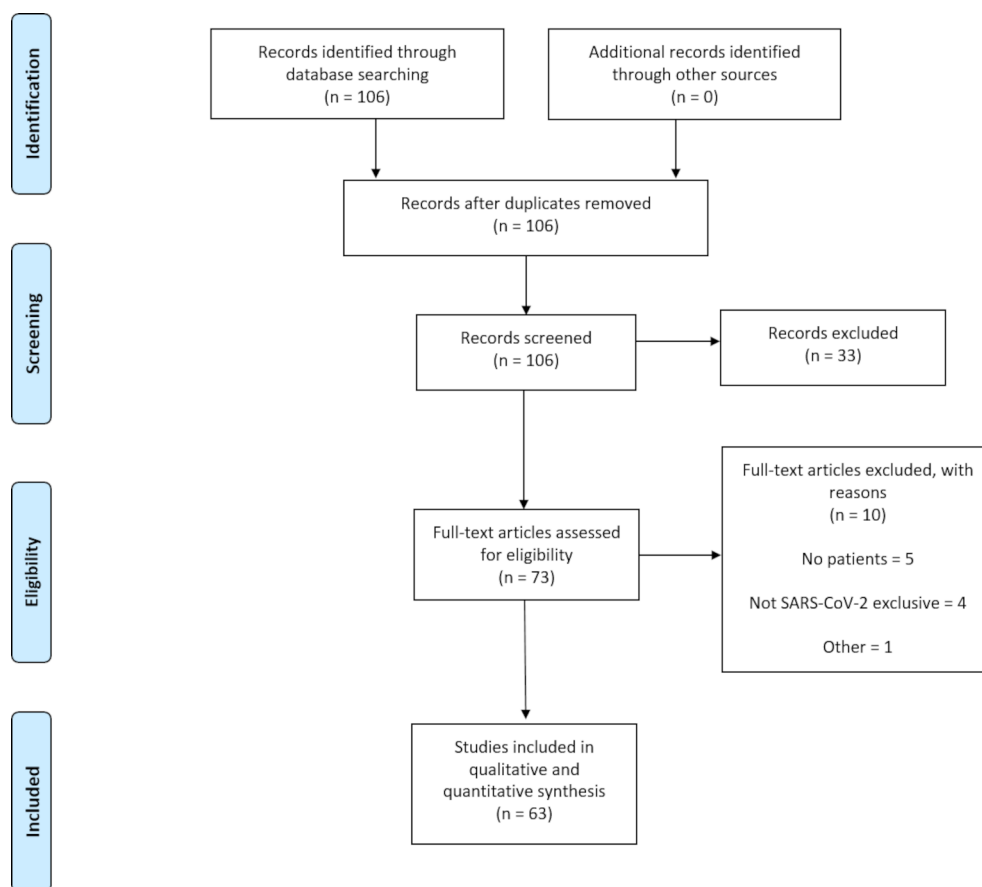 Identification
Records identified through
database searching
(n = 106)
Additional records identified
through other sources
(n = 0)
Records after duplicates removed
(n = 106)
Screening
Records screened
(n = 106)
Records excluded
(n = 33)
Eligibility
Full-text articles assessed
for eligibility
(n = 73)
Full-text articles excluded, with
reasons
(n = 10)
No patients = 5
Not SARS-CoV-2 exclusive = 4
Other = 1
Included
Studies included in
qualitative and
quantitative synthesis
(n = 63)